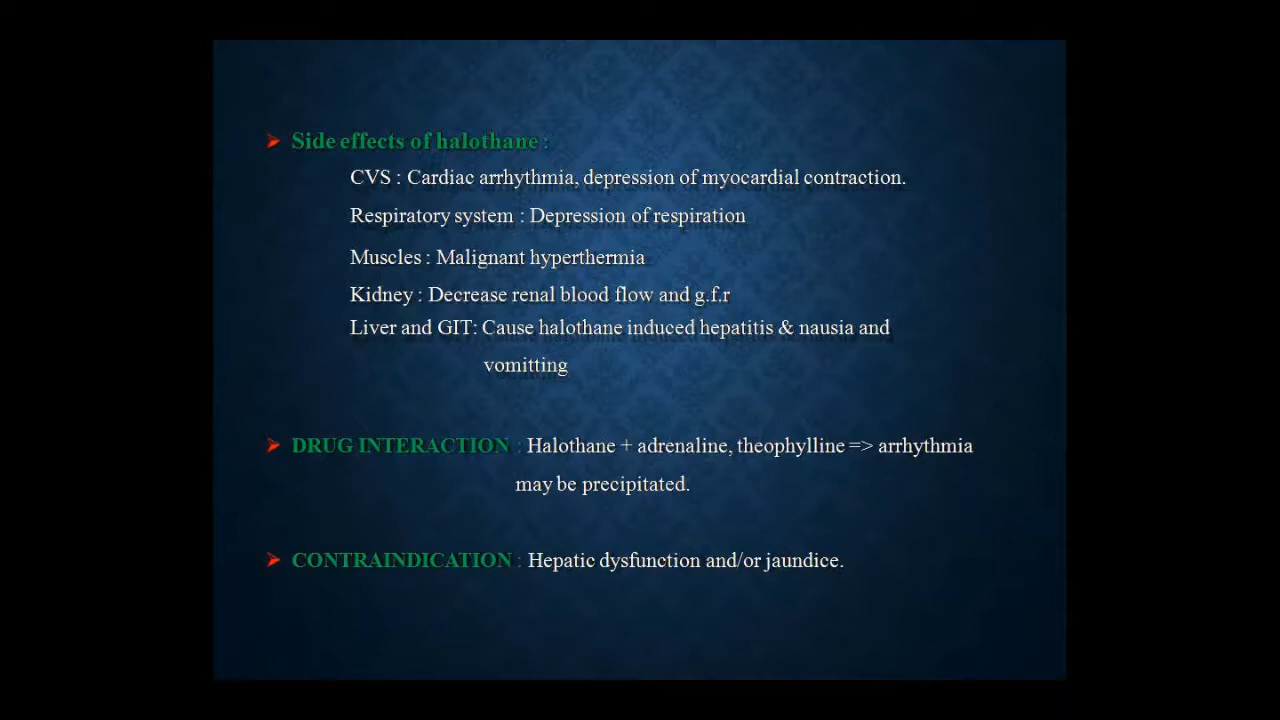 Side effects of halothane :
CVS : Cardiac arrhythmia, depression of myocardial contraction.
Respiratory system : Depression of respiration
Muscles : Malignant hyperthermia
Kidney : Decrease renal blood flow and g.f.r
Liver and GIT: Cause halothane induced hepatitis & nausia and
vomitting
DRUG INTERACTION : Halothane + adrenaline, theophylline => arrhythmia
may be precipitated.
CONTRAINDICATION : Hepatic dysfunction and/or jaundice.